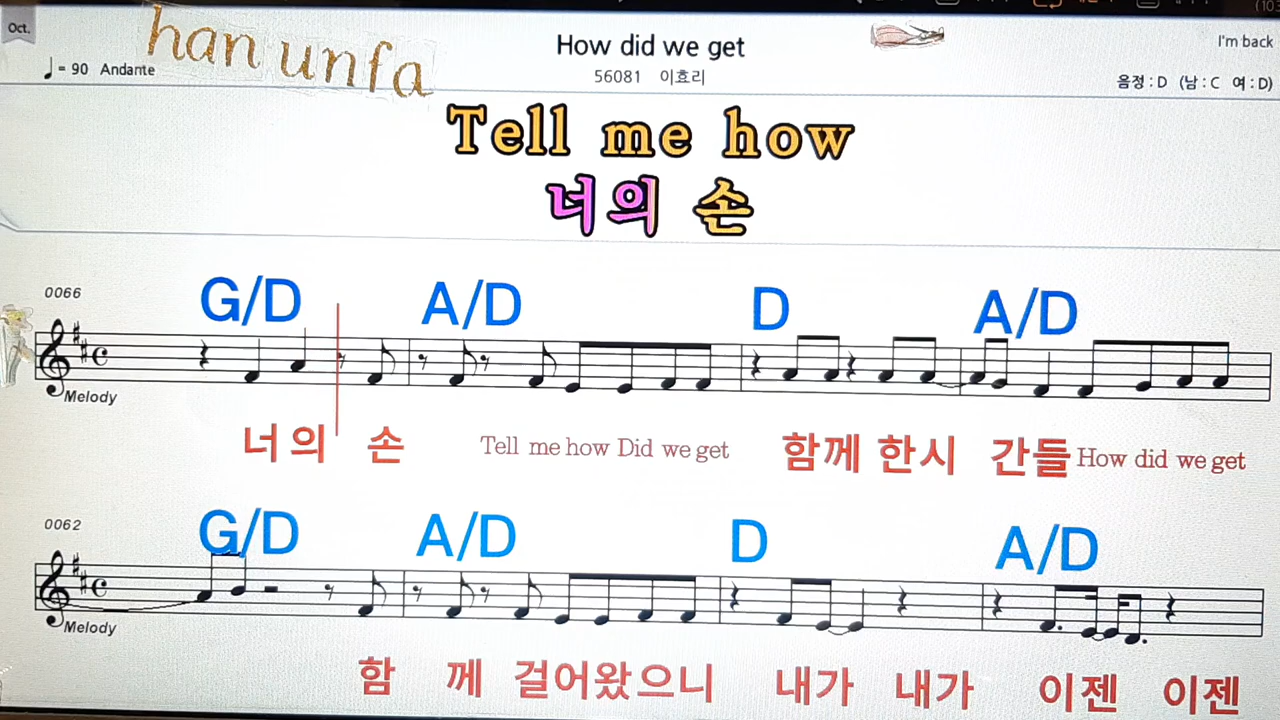 Oct.
han unfa
How did we get
I'm back
= 90 Andante
56081 이효리
음정 : D (남 : C 여 : D)
Tell me how
너의 손
0066
G/D A/D D A/D
Melody
너의 손 Tell me how Did we get 함께 한시 간들 How did we get
0062
G/D A/D D A/D
Melody
함 께 걸어왔으니 내가 내가 이젠 이젠